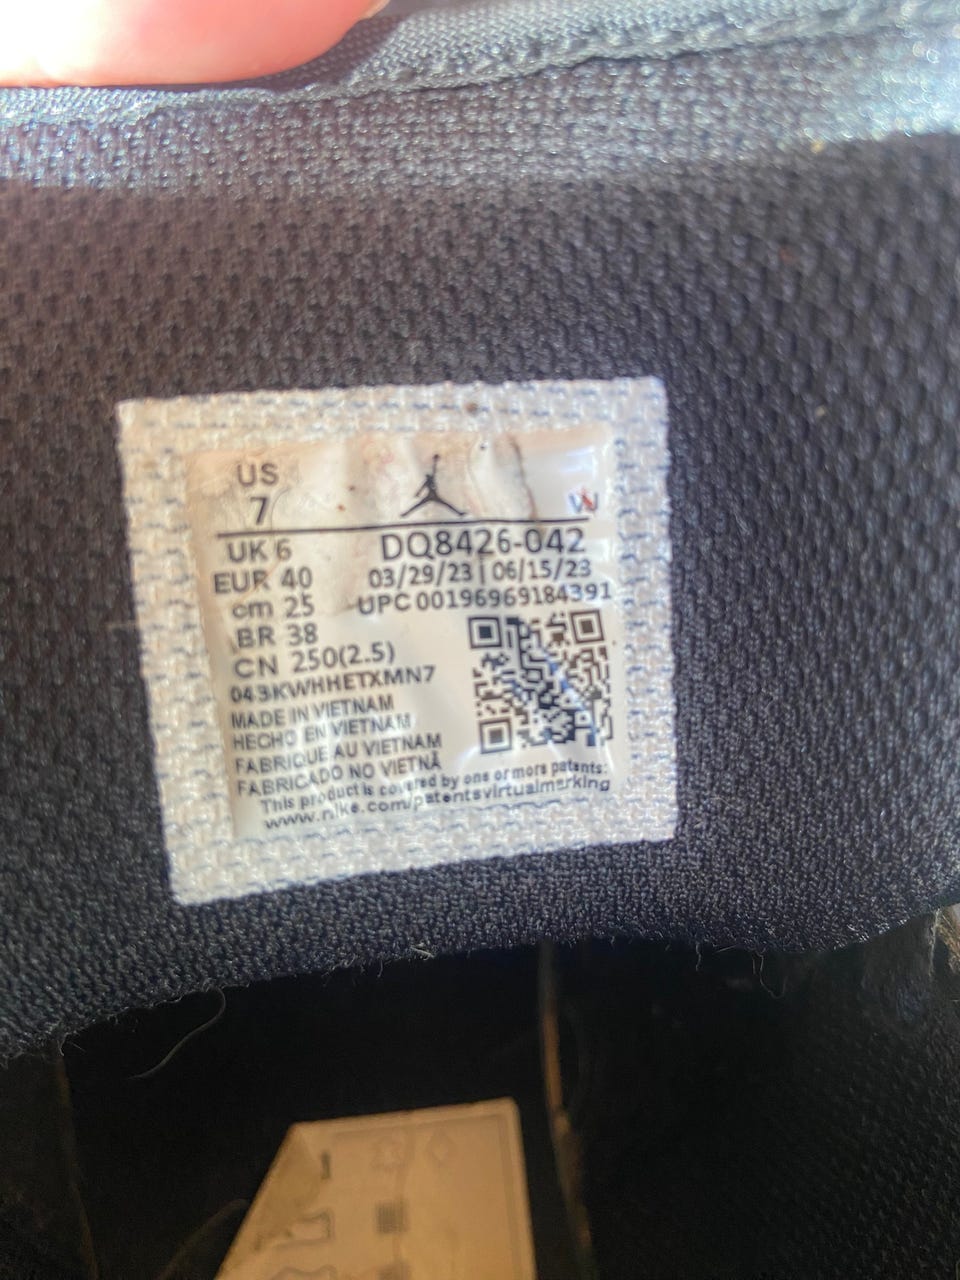 US
7
W
UK 6
DQ8426-042
EUR 40
03/29/23 | 06/15/23
cm 25
UPC 00196969184391
BR 38
CN 250(2.5)
043KWHHETXMN7
MADE IN VIETNAM
HECHO EN VIETNAM
FABRIQUE AU VIETNAM
FABRICADO NO VIETNÃ
This product is covered by one or more patents:
www.nike.com/patentsvirtualmarking